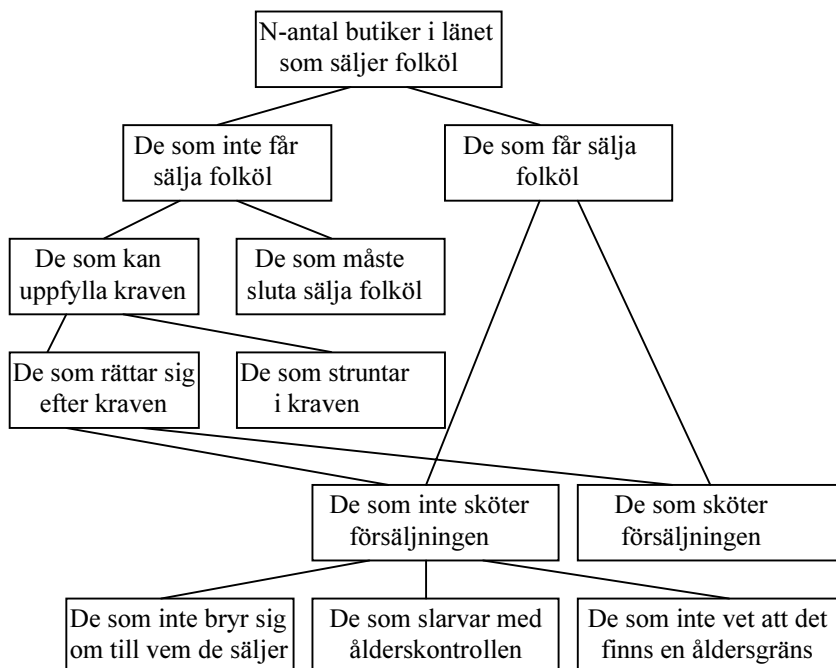 N-antal butiker i länet
som säljer folköl
De som inte får
sälja folköl
De som får sälja
folköl
De som kan
uppfylla kraven
De som måste
sluta sälja folköl
De som rättar sig
efter kraven
De som struntar
i kraven
De som inte sköter
försäljningen
De som sköter
försäljningen
De som inte bryr sig
om till vem de säljer
De som slarvar med
ålderskontrollen
De som inte vet att det
finns en åldersgräns